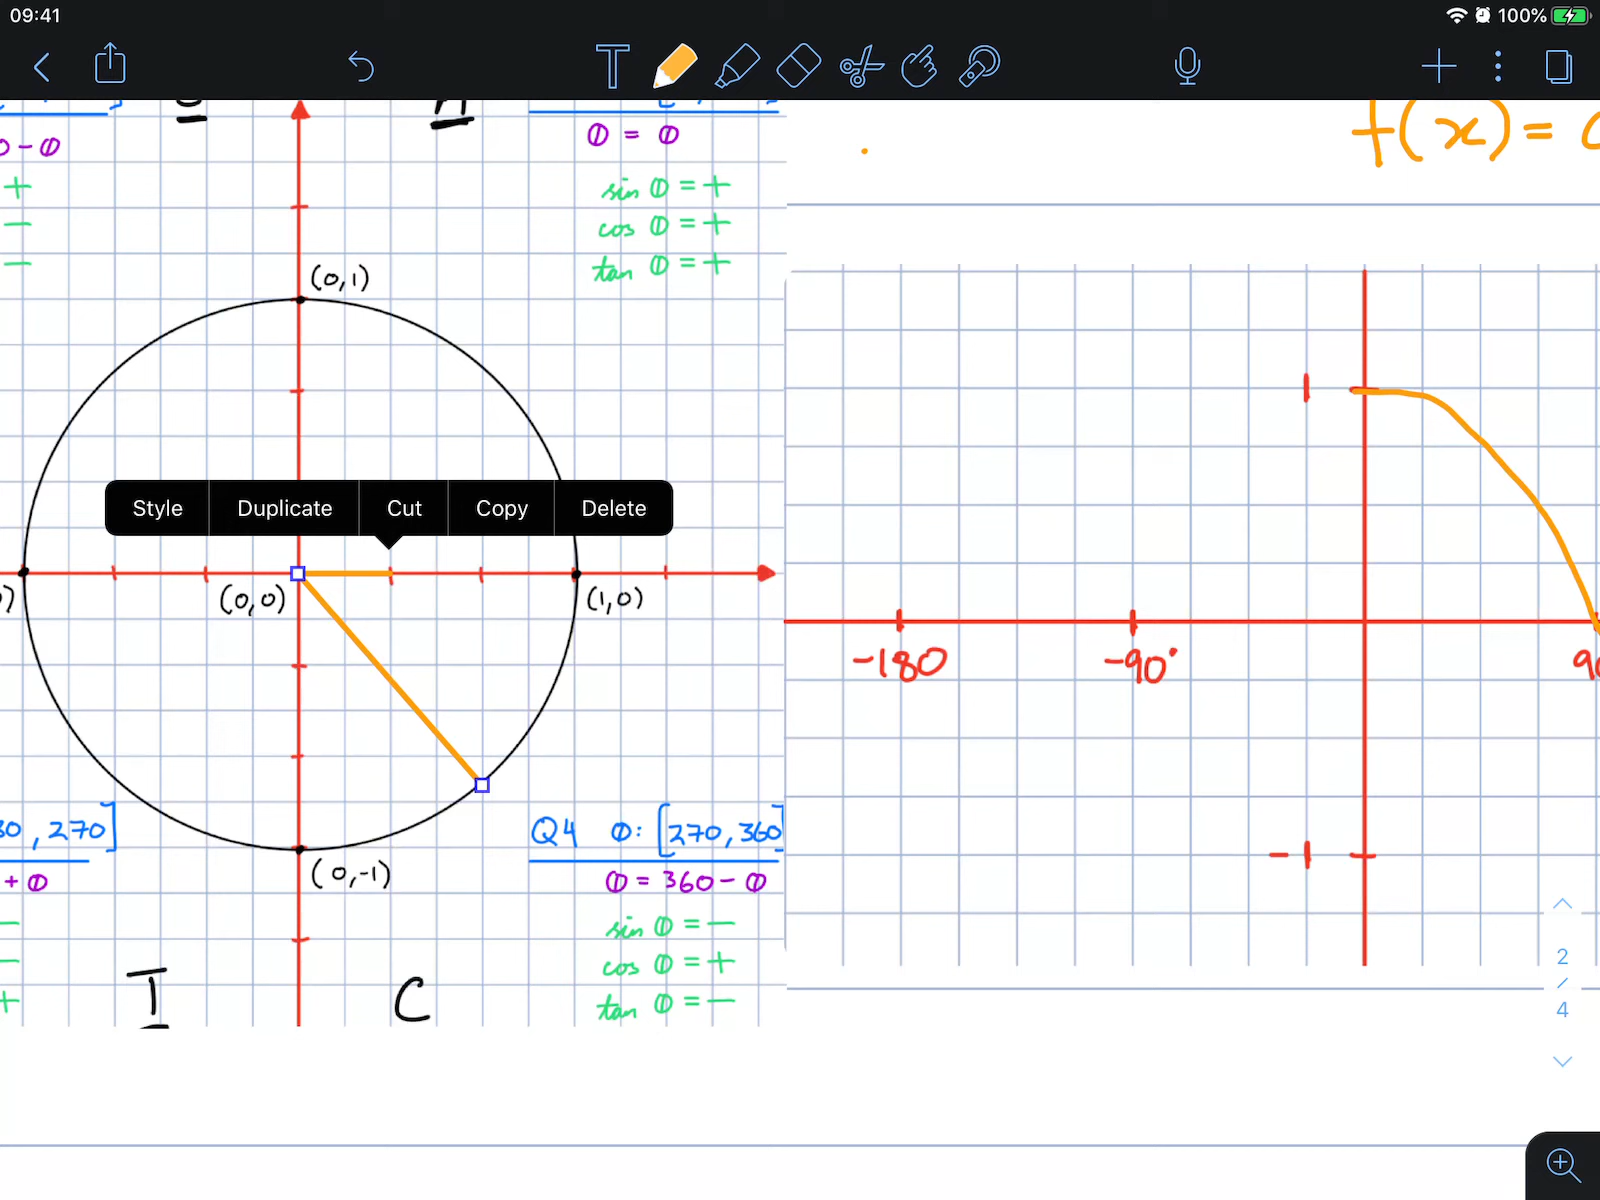 09:41
100%
Φ = Φ
sin Φ = +
cos Φ = +
tan Φ = +
- Φ
+
—
—
(0,1)
Style Duplicate Cut Copy Delete
(0,0)
(1,0)
, 270]
+ Φ
—
—
+
(0,-1)
Q4 Φ: [270, 360]
Φ = 360 - Φ
sin Φ = —
cos Φ = +
tan Φ = —
T
C
f(x) =
1
-180
-90°
-1
2
/
4